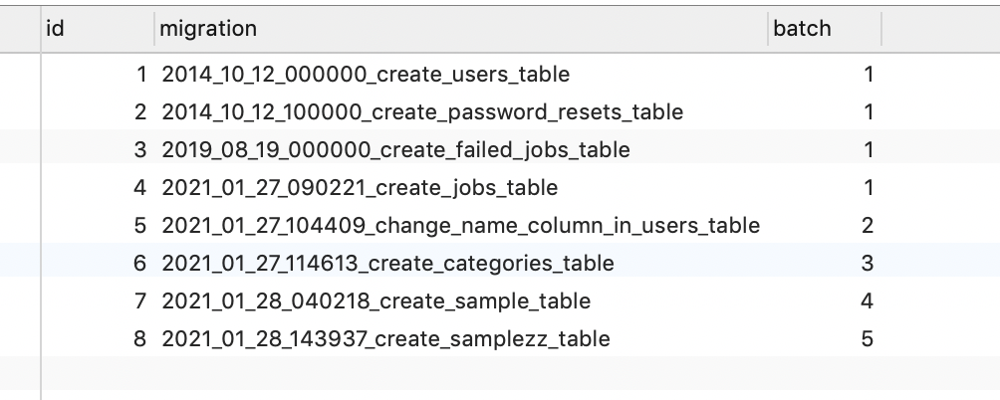 id migration batch
1 2014_10_12_000000_create_users_table 1
2 2014_10_12_100000_create_password_resets_table 1
3 2019_08_19_000000_create_failed_jobs_table 1
4 2021_01_27_090221_create_jobs_table 1
5 2021_01_27_104409_change_name_column_in_users_table 2
6 2021_01_27_114613_create_categories_table 3
7 2021_01_28_040218_create_sample_table 4
8 2021_01_28_143937_create_samplezz_table 5